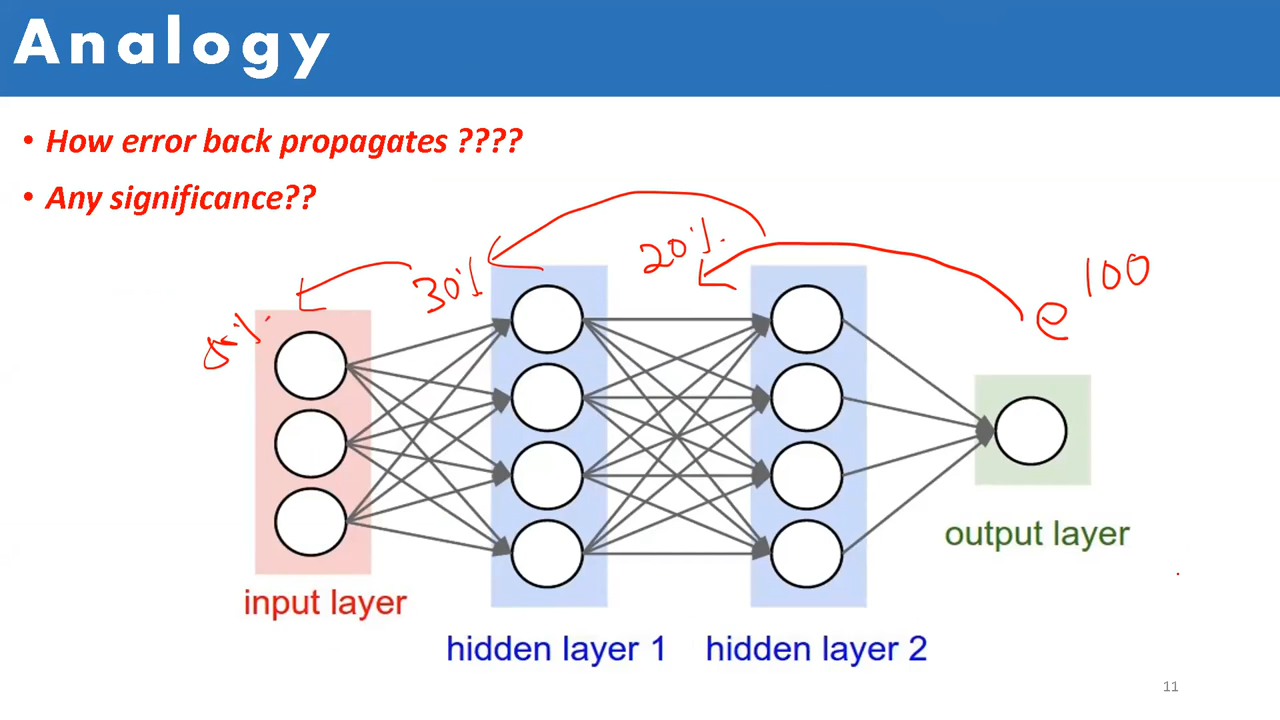 Analogy
• How error back propagates ????
• Any significance??
20%
30%
e 100
input layer
hidden layer 1
hidden layer 2
output layer
11